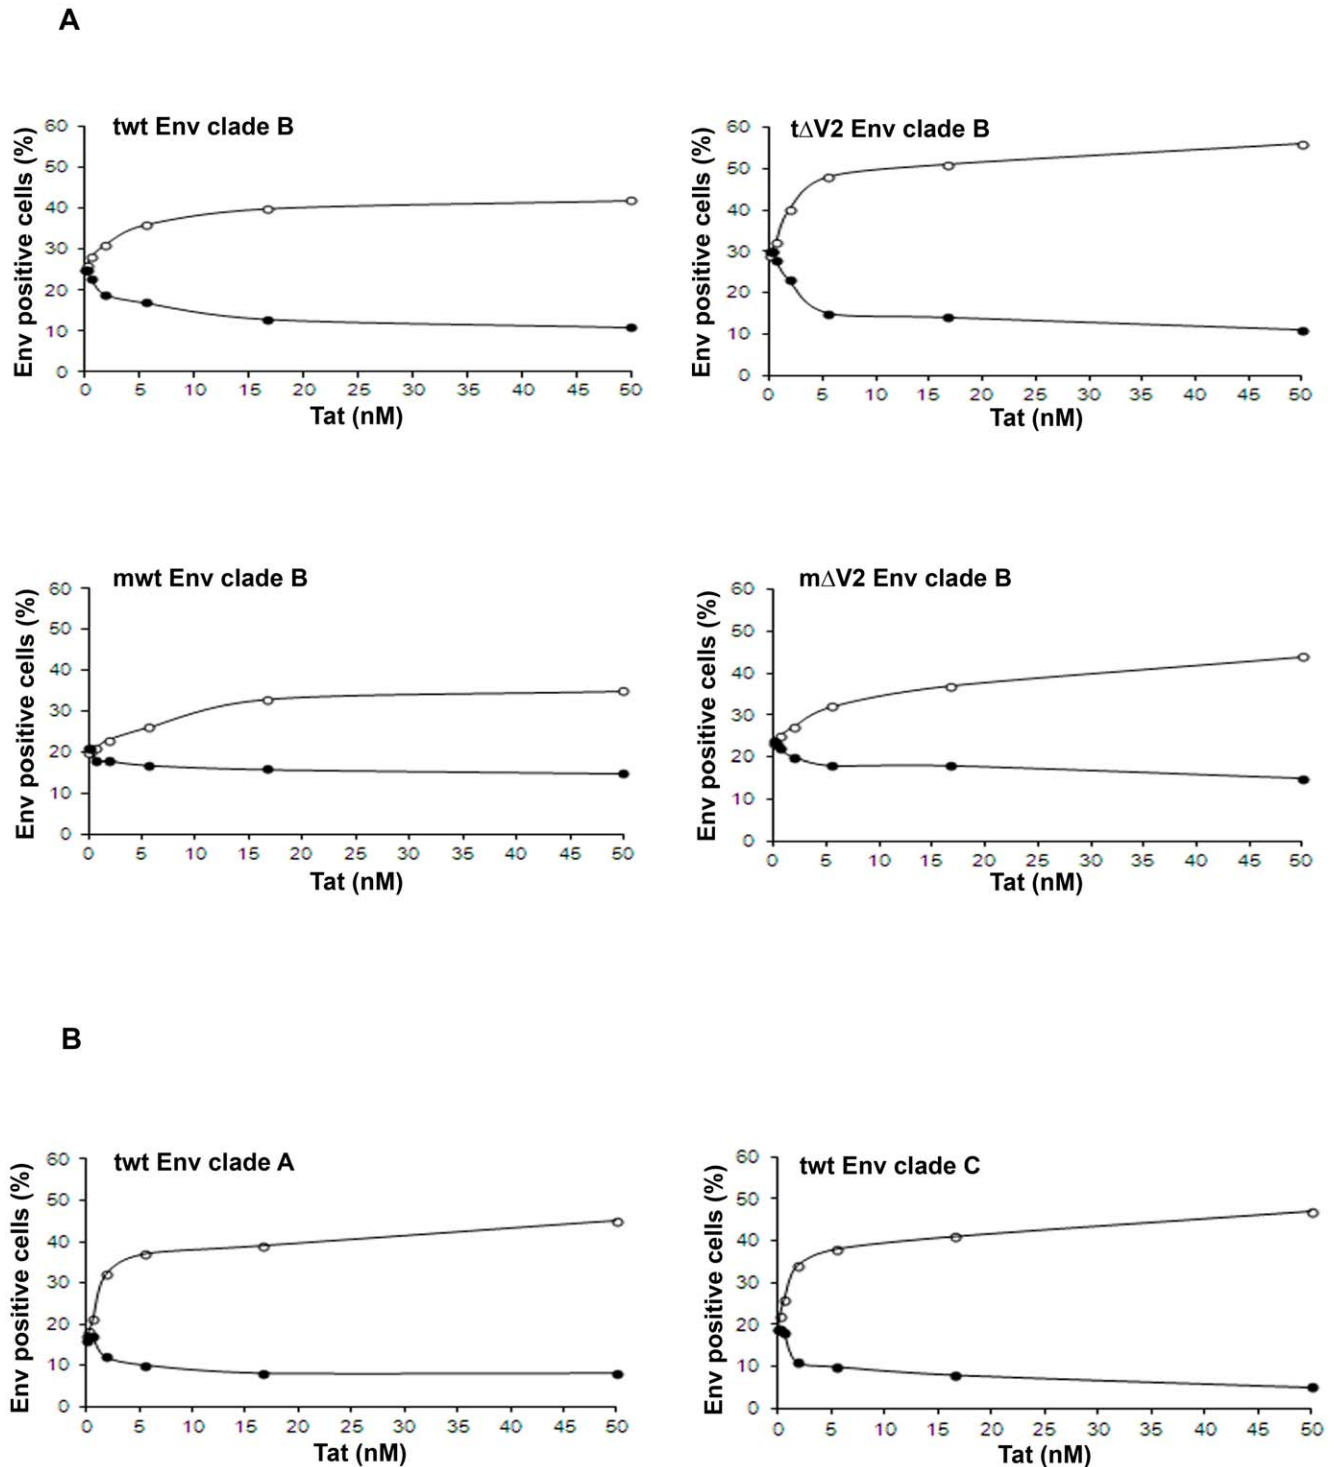 A
twt Env clade B
Env positive cells (%)
60
50
40
30
20
10
0
0 5 10 15 20 25 30 35 40 45 50
Tat (nM)
t∆V2 Env clade B
Env positive cells (%)
60
50
40
30
20
10
0
0 5 10 15 20 25 30 35 40 45 50
Tat (nM)
mwt Env clade B
Env positive cells (%)
60
50
40
30
20
10
0
0 5 10 15 20 25 30 35 40 45 50
Tat (nM)
m∆V2 Env clade B
Env positive cells (%)
60
50
40
30
20
10
0
0 5 10 15 20 25 30 35 40 45 50
Tat (nM)
B
twt Env clade A
Env positive cells (%)
60
50
40
30
20
10
0
0 5 10 15 20 25 30 35 40 45 50
Tat (nM)
twt Env clade C
Env positive cells (%)
60
50
40
30
20
10
0
0 5 10 15 20 25 30 35 40 45 50
Tat (nM)